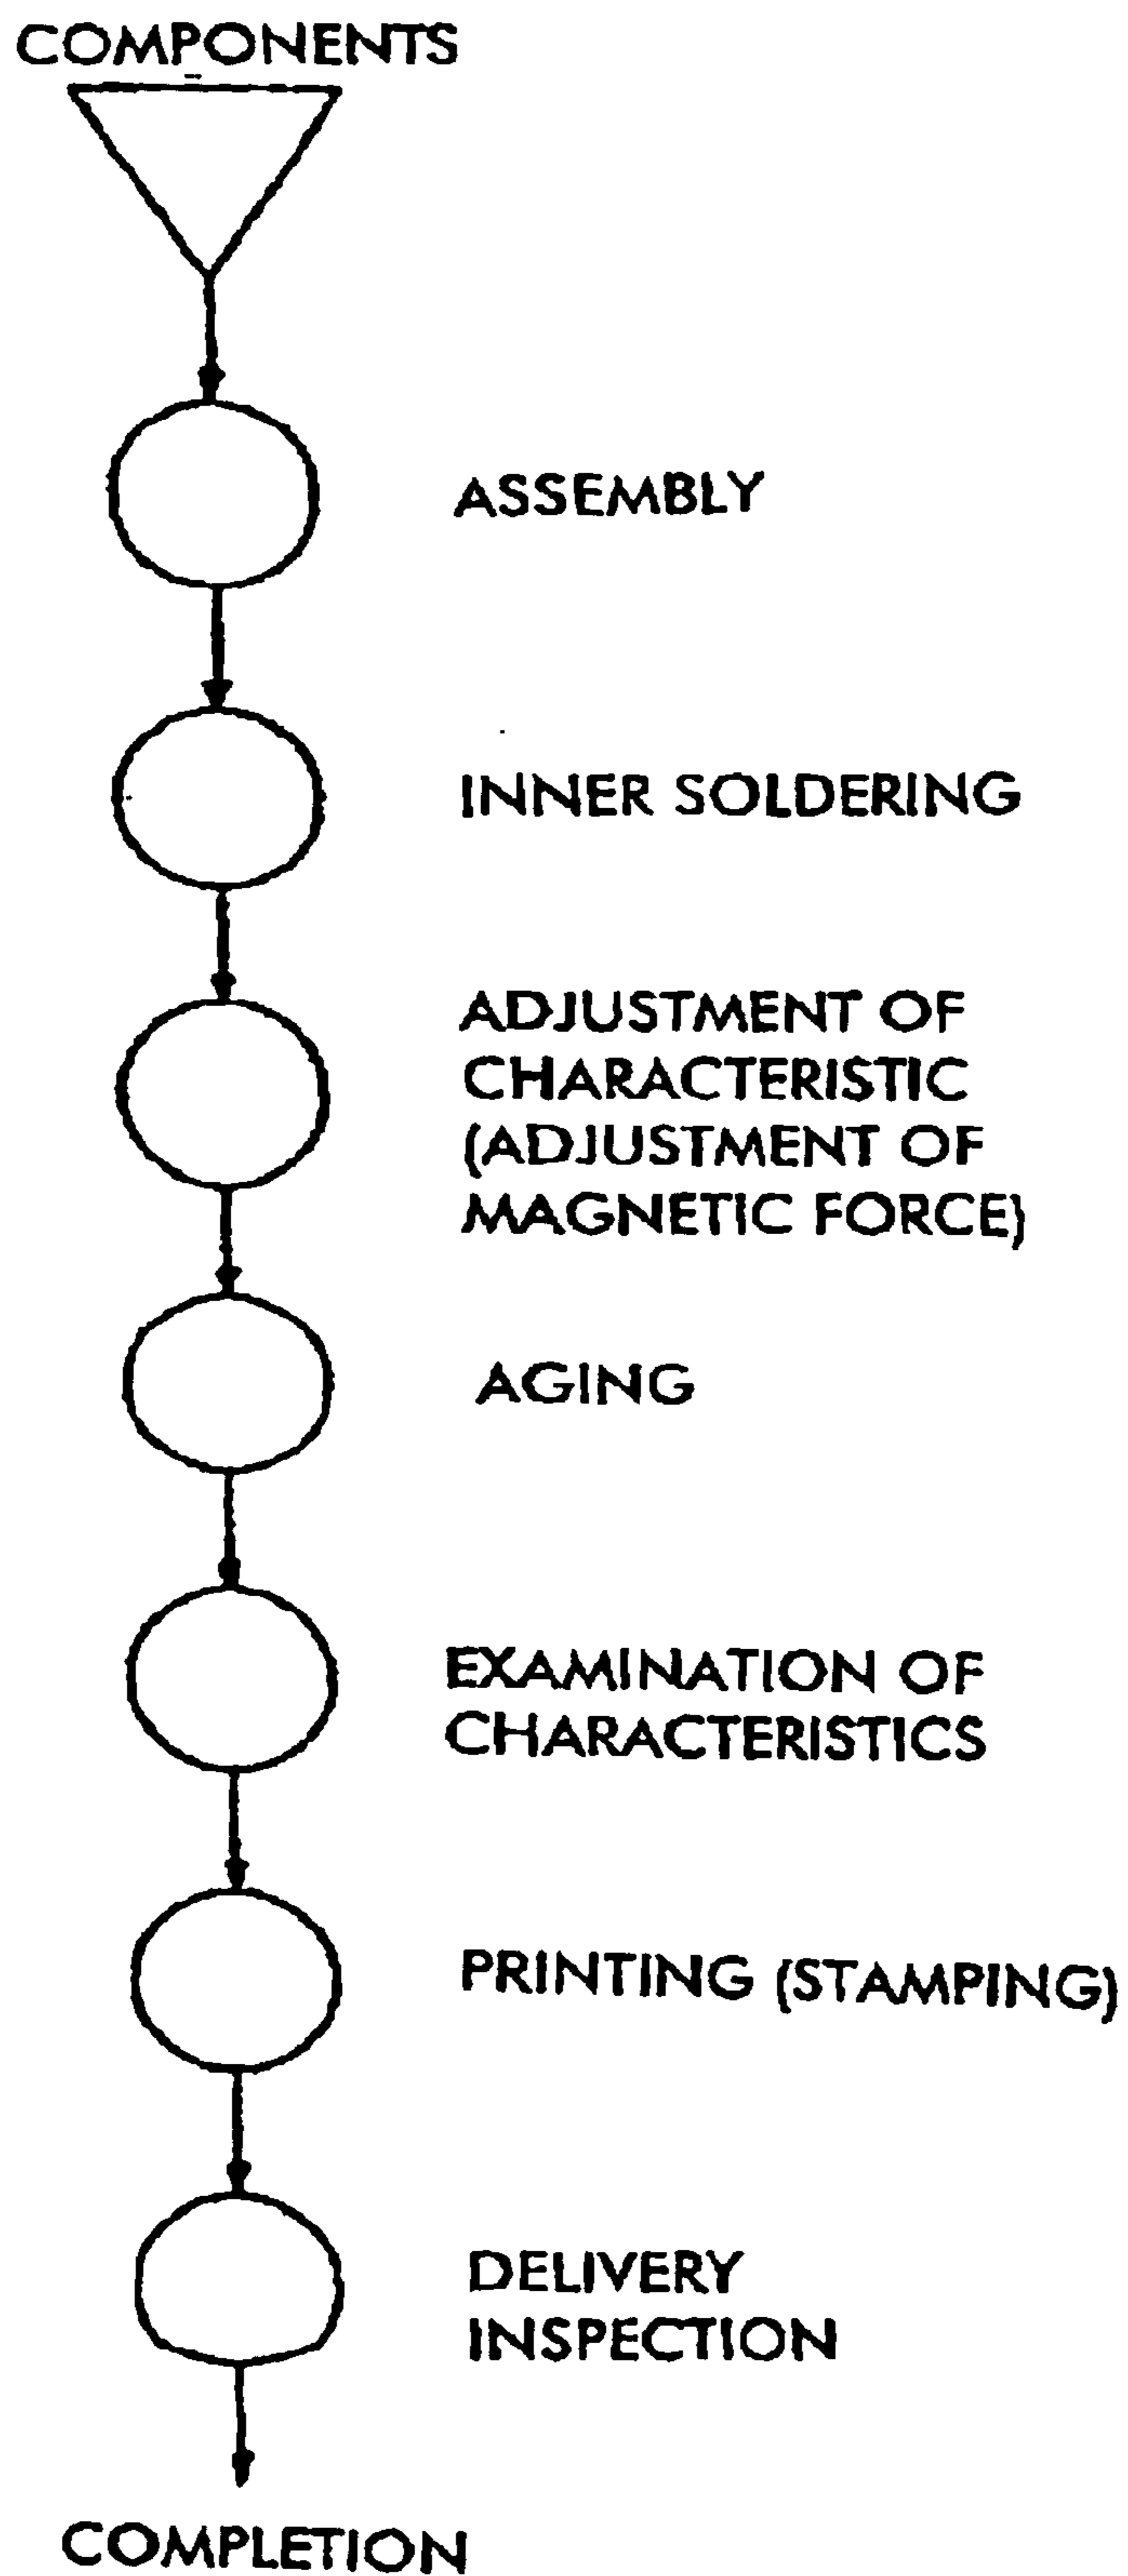 COMPONENTS
ASSEMBLY
INNER SOLDERING
ADJUSTMENT OF
CHARACTERISTIC
(ADJUSTMENT OF
MAGNETIC FORCE)
AGING
EXAMINATION OF
CHARACTERISTICS
PRINTING (STAMPING)
DELIVERY
INSPECTION
COMPLETION